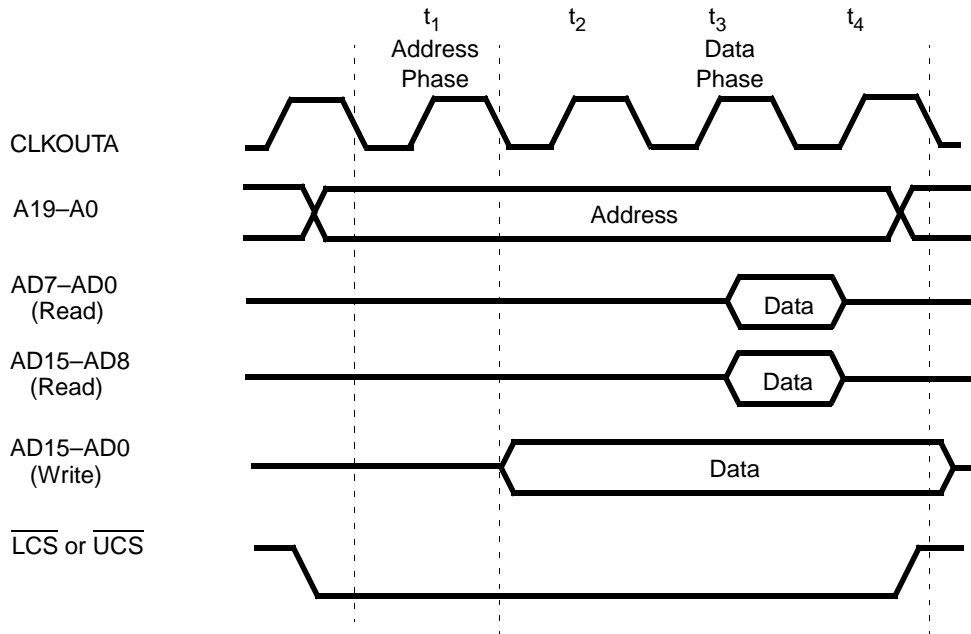 t1 t2 t3 t4
Address Phase
Data Phase
CLKOUTA
A19–A0
Address
AD7–AD0
(Read)
Data
AD15–AD8
(Read)
Data
AD15–AD0
(Write)
Data
LCS or UCS